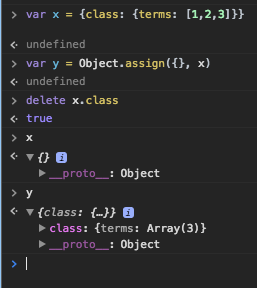 > var x = {class: {terms: [1,2,3]}}
<· undefined
> var y = Object.assign({}, x)
<· undefined
> delete x.class
<· true
> x
<· ▼{} i
▶__proto__: Object
> y
<· ▼{class: {…}} i
▶class: {terms: Array(3)}
▶__proto__: Object
>